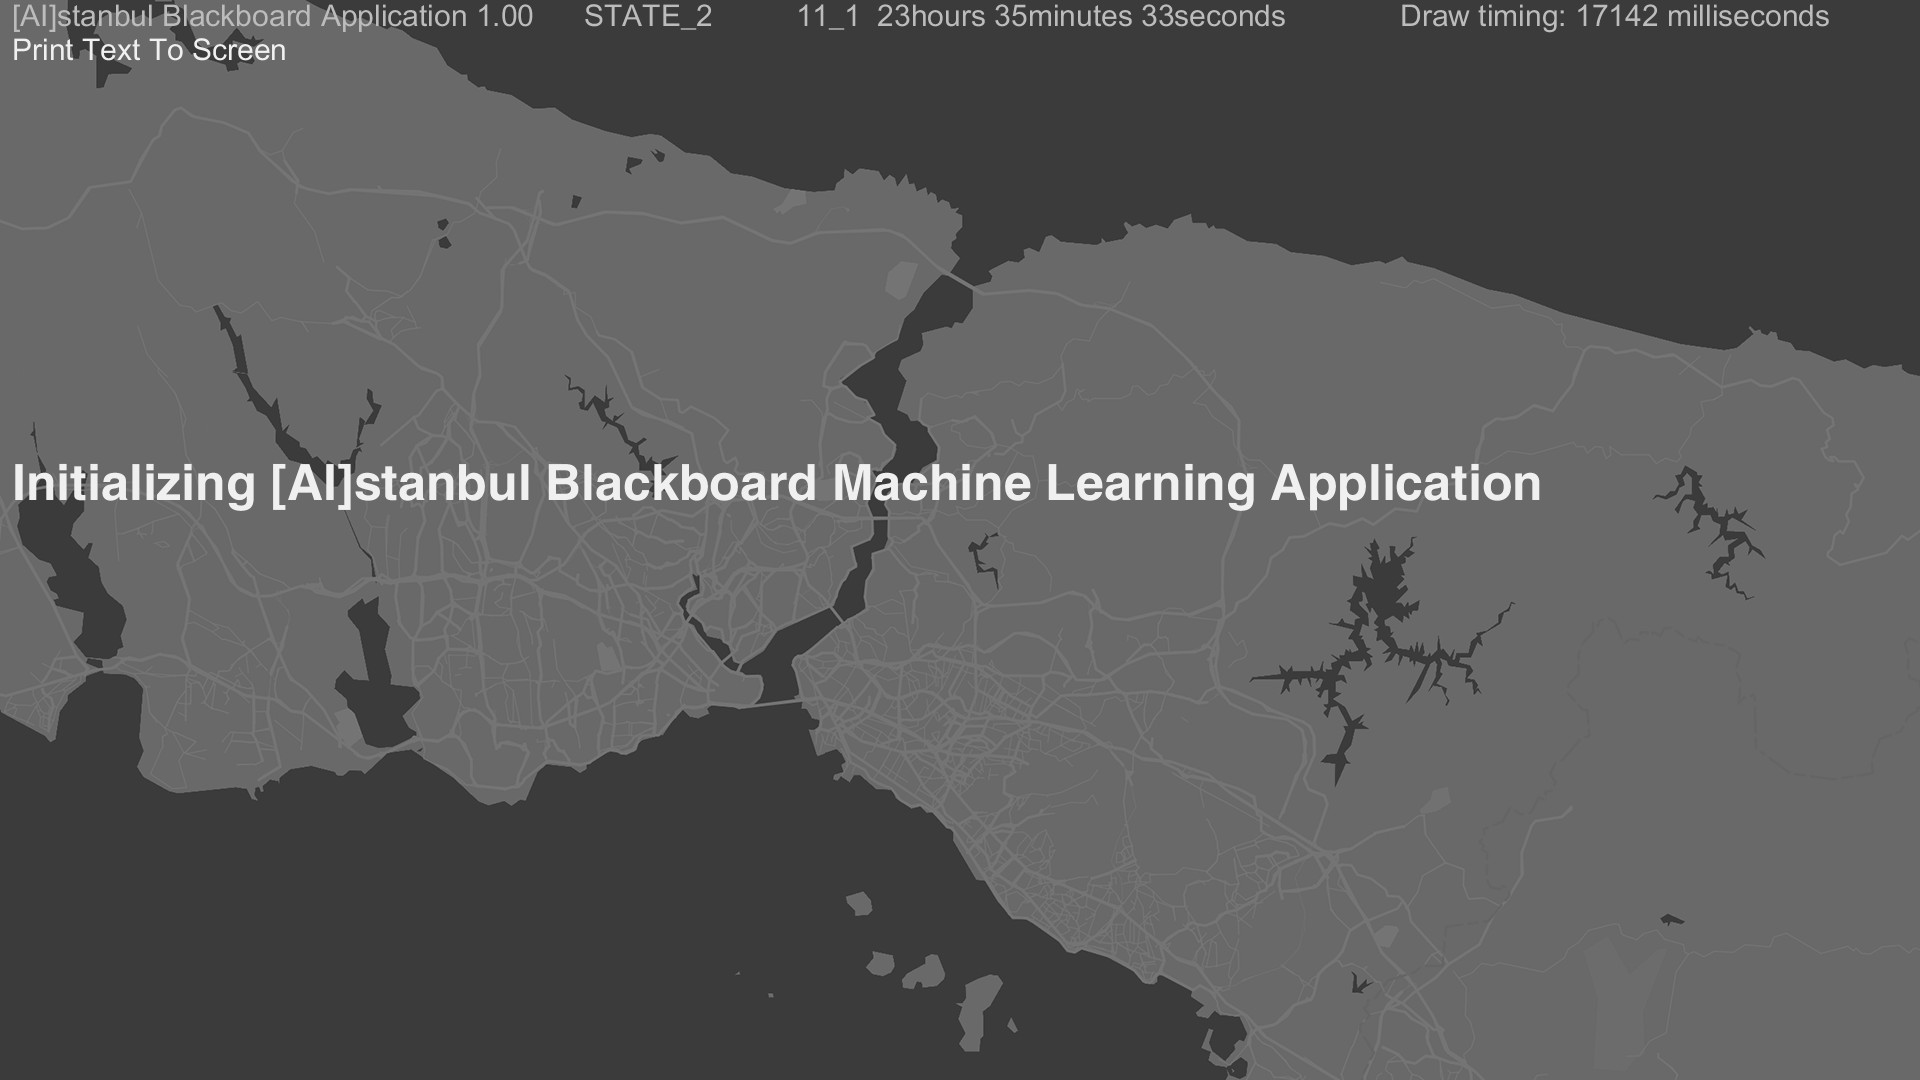 [AI]stanbul Blackboard Application 1.00 STATE_2 11_1 23hours 35minutes 33seconds Draw timing: 17142 milliseconds
Print Text To Screen
Initializing [AI]stanbul Blackboard Machine Learning Application